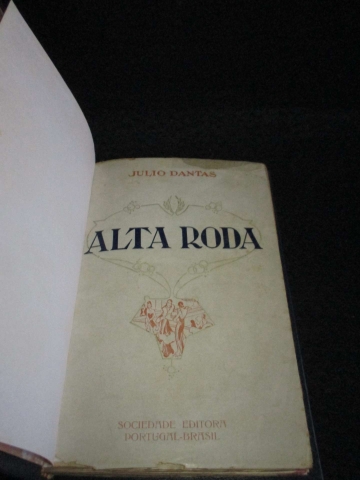 JULIO DANTAS
ALTA RODA
SOCIEDADE EDITORA
PORTUGAL-BRASIL